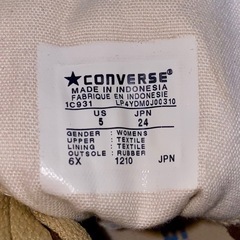 ★CONVERSE®
MADE IN INDONESIA
FABRIQUE EN INDONESIE
1C931 LP4YDM0J00310
US JPN
5 24
GENDER : WOMENS
UPPER : TEXTILE
LINING : TEXTILE
OUTSOLE : RUBBER
6X 1210 JPN